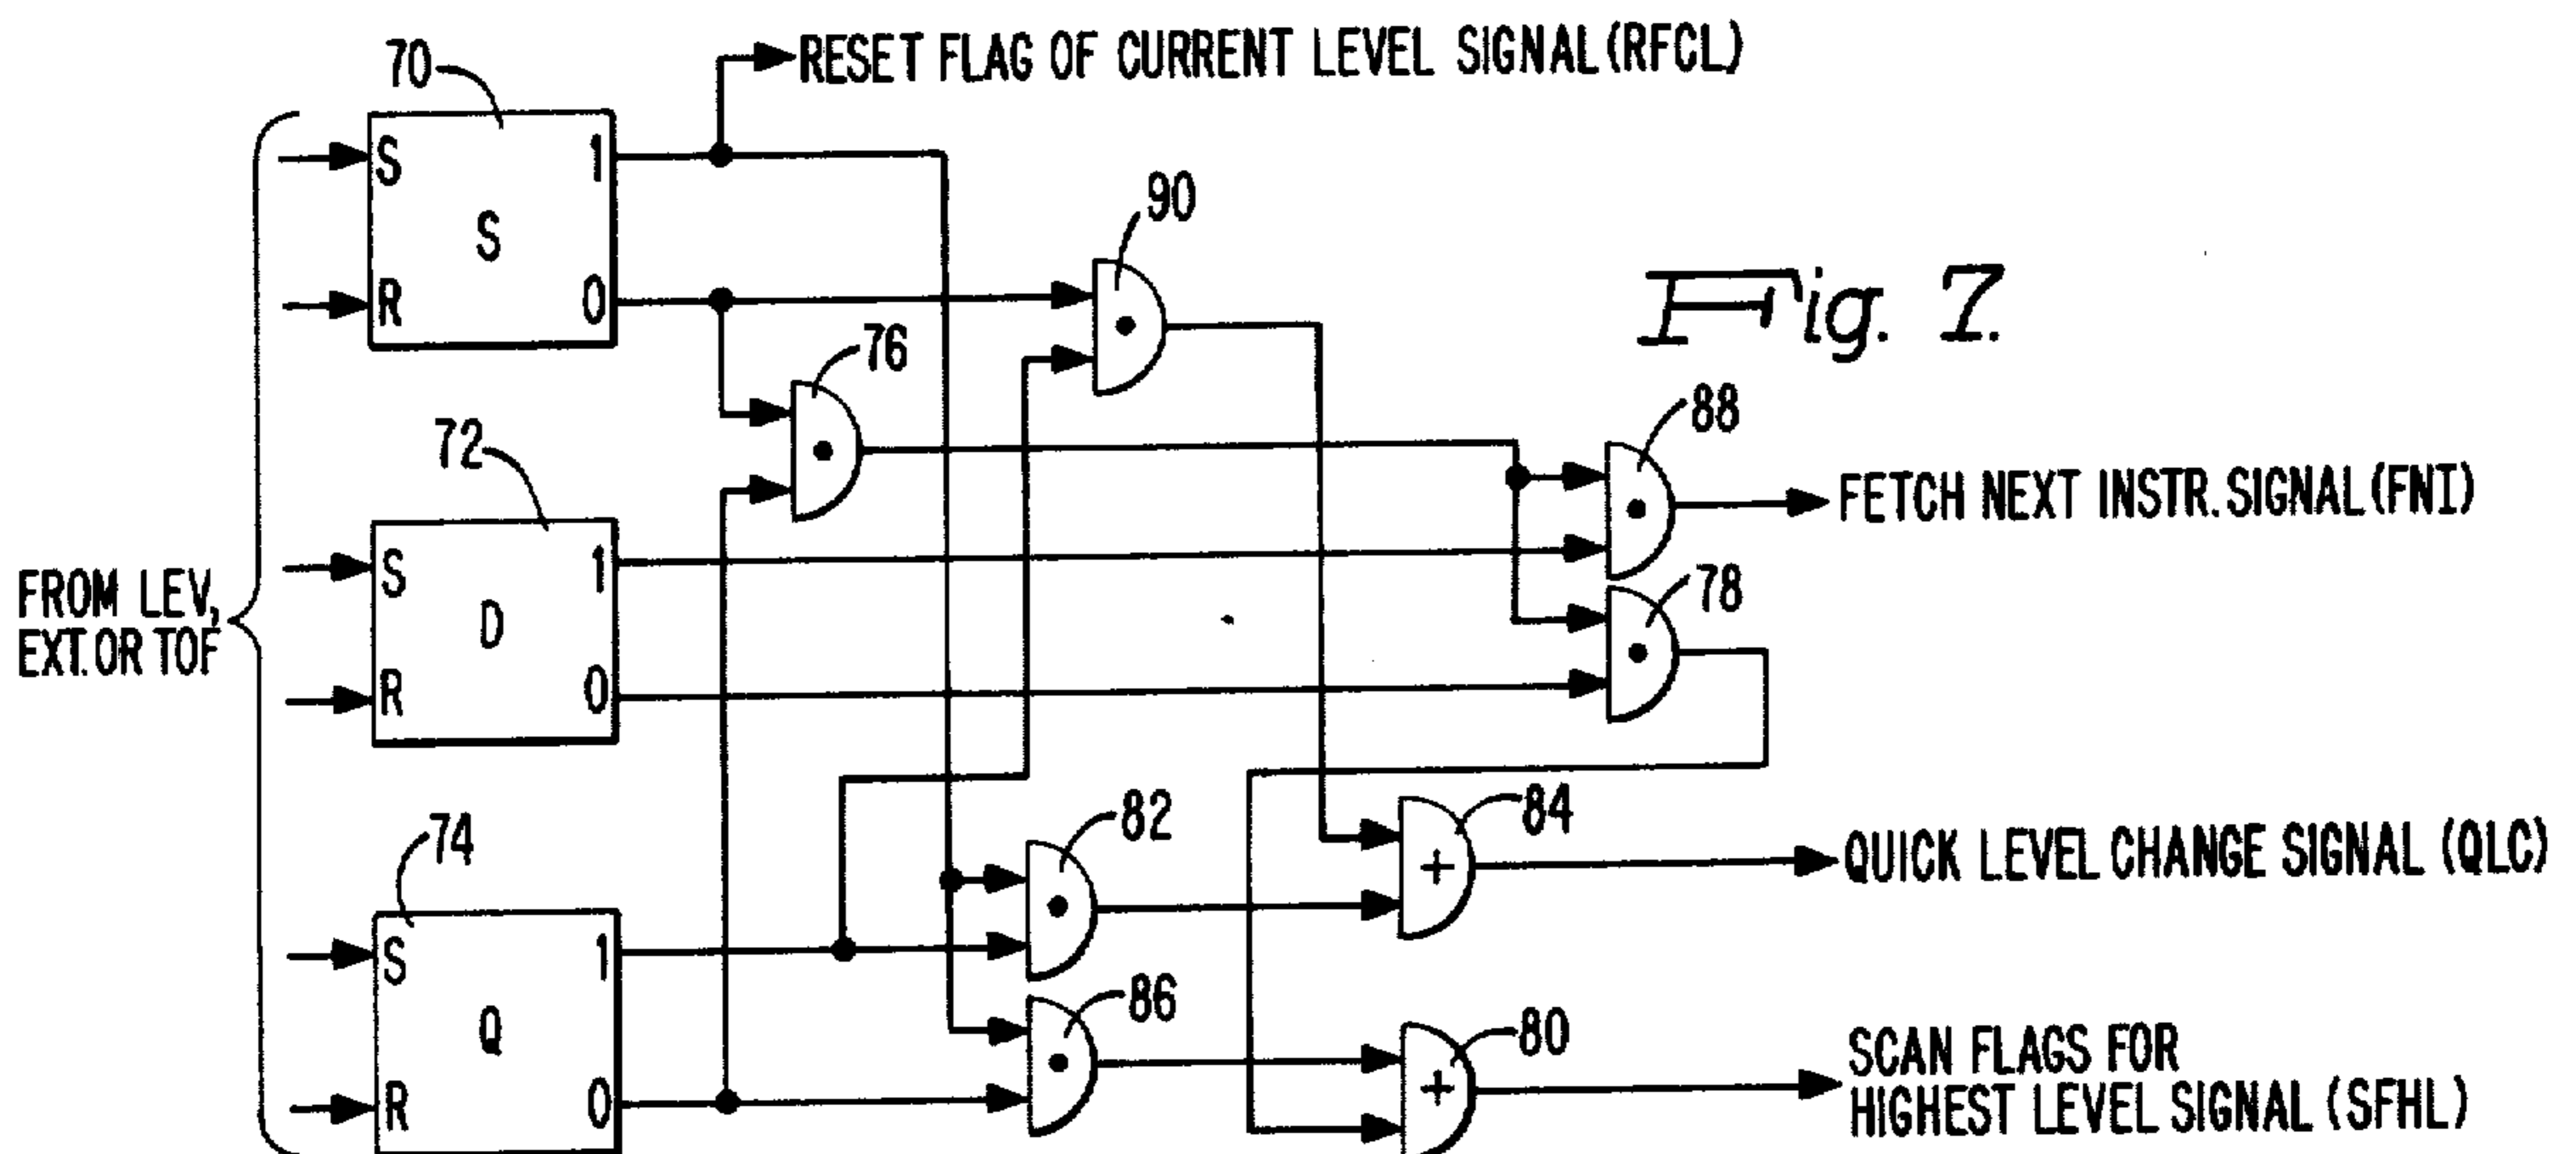 RESET FLAG OF CURRENT LEVEL SIGNAL (RFCL)
70
S
1
S
R
0
90
Fig. 7.
76
88
72
FETCH NEXT INSTR. SIGNAL (FNI)
S
1
78
FROM LEV,
EXT. OR TOF
D
R
0
82
84
74
QUICK LEVEL CHANGE SIGNAL (QLC)
+
S
1
86
80
Q
SCAN FLAGS FOR
HIGHEST LEVEL SIGNAL (SFHL)
+
R
0